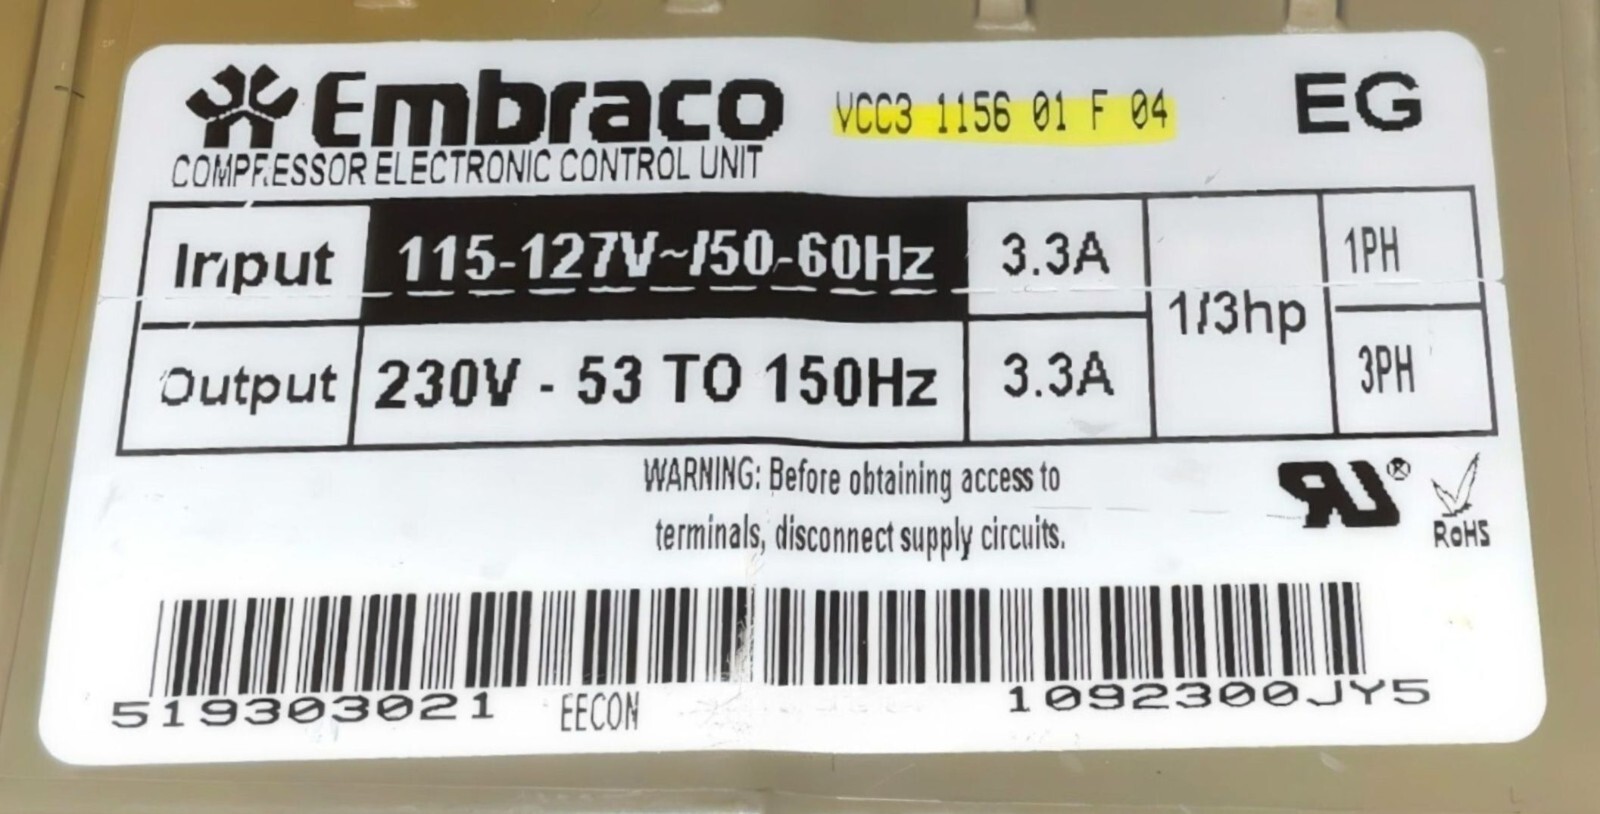 Embraco VCC3 1156 01 F 04 EG
COMPRESSOR ELECTRONIC CONTROL UNIT
Input 115-127V~/50-60Hz 3.3A 1/3hp 1PH
Output 230V - 53 TO 150Hz 3.3A 3PH
WARNING: Before obtaining access to
terminals, disconnect supply circuits.
RU®
RoHS
519303021 EECON 1092300JY5